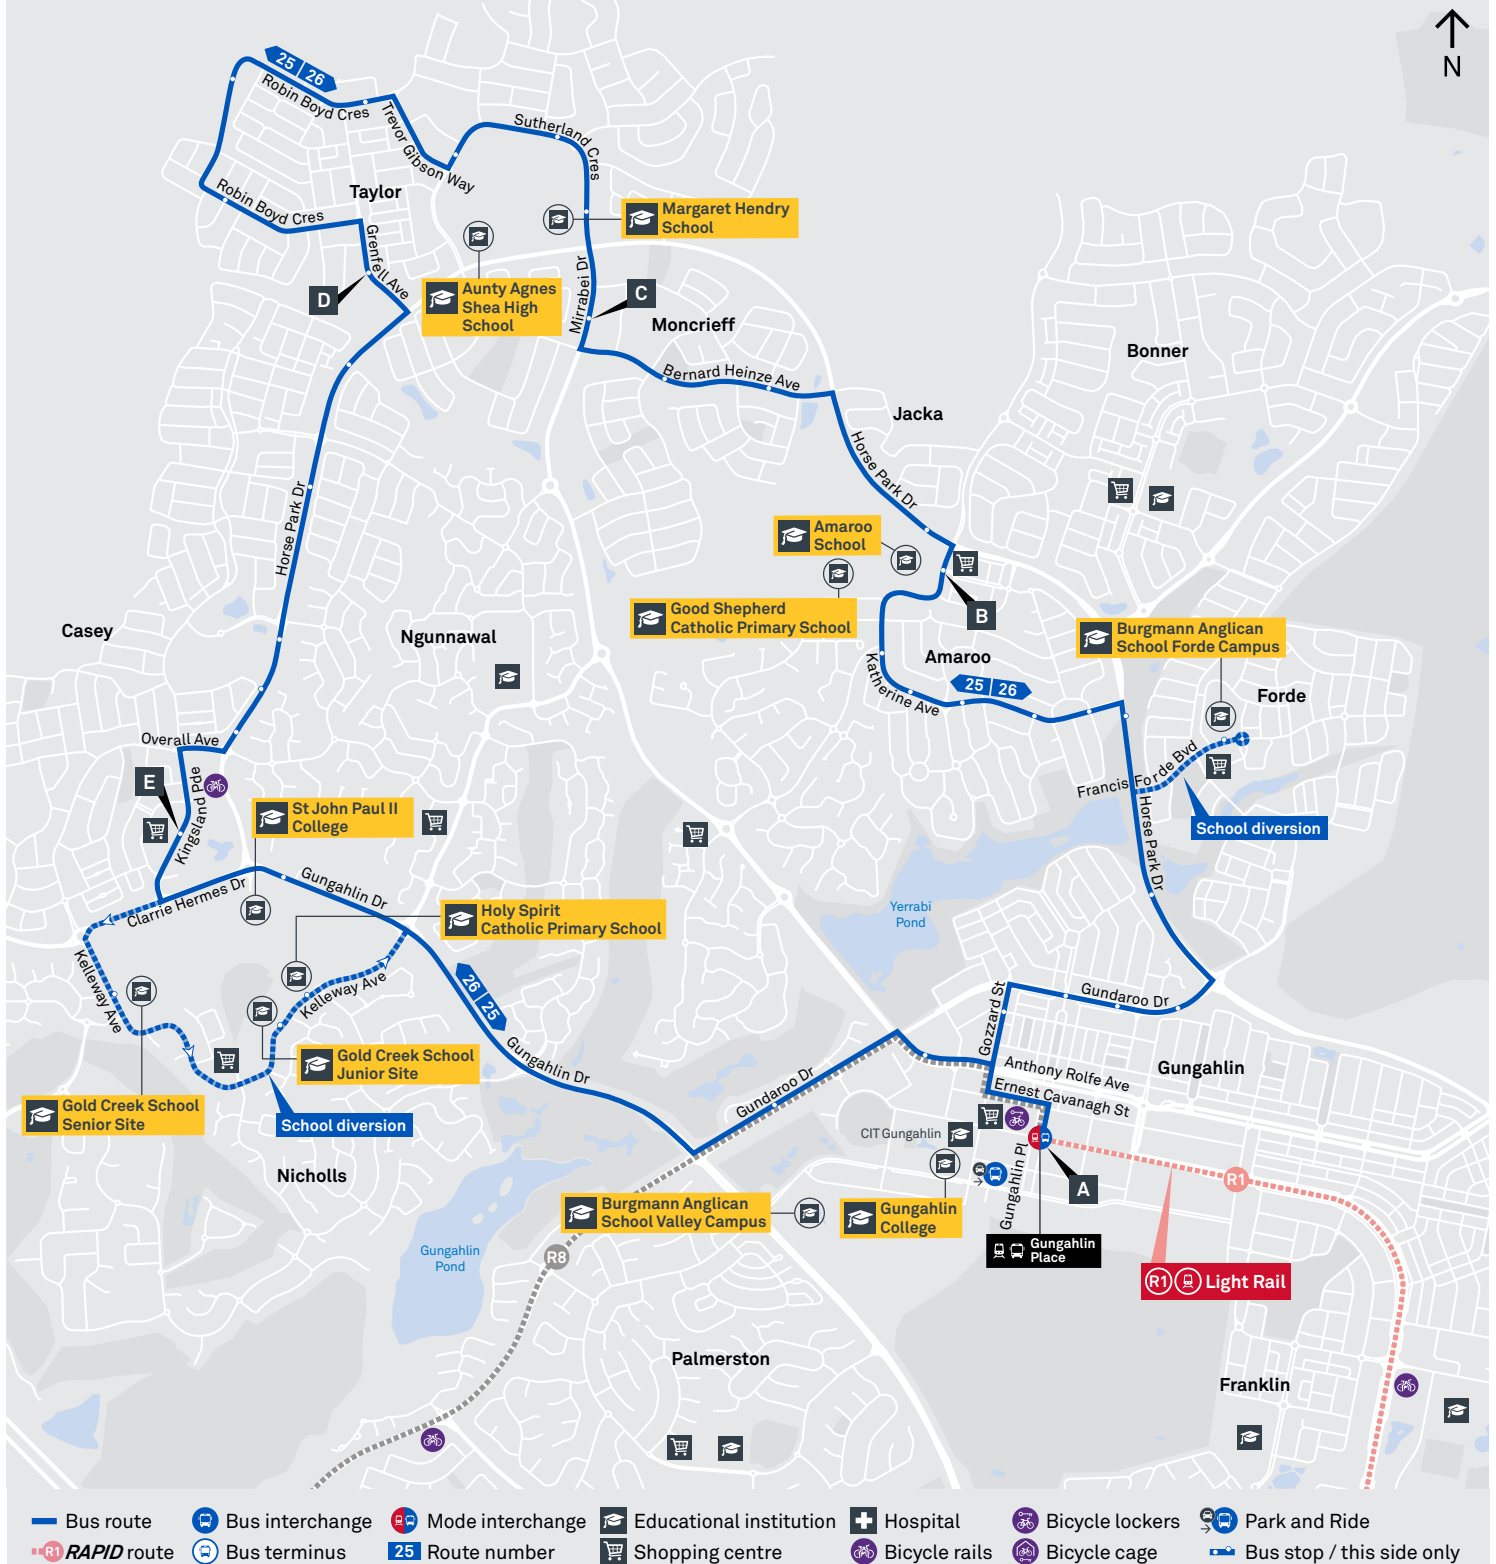 N
25 26
Robin Boyd Cres
Trevor Gibson Way
Sutherland Cres
Taylor
Robin Boyd Cres
Margaret Hendry
School
Grenfell Ave
D
Aunty Agnes
Shea High
School
Mirrabei Dr
C
Moncrieff
Bonner
Bernard Heinze Ave
Jacka
Horse Park Dr
Horse Park Dr
Amaroo
School
Good Shepherd
Catholic Primary School
B
Casey
Ngunnawal
Amaroo
Burgmann Anglican
School Forde Campus
Katherine Ave
25 26
Forde
Overall Ave
E
Kingsland Pde
Francis Forde Bvd
School diversion
St John Paul II
College
Horse Park Dr
Clarrie Hermes Dr
Gungahlin Dr
Holy Spirit
Catholic Primary School
Yerrabi
Pond
Kelleway Ave
Kelleway Ave
26 25
Gundaroo Dr
Gozzard St
Gold Creek School
Junior Site
Gungahlin Dr
Anthony Rolfe Ave
Gungahlin
Ernest Cavanagh St
Gundaroo Dr
Gold Creek School
Senior Site
School diversion
CIT Gungahlin
Nicholls
Gungahlin Pl
A
R1
Burgmann Anglican
School Valley Campus
Gungahlin
College
Gungahlin
Place
Gungahlin
Pond
R8
R1 Light Rail
Palmerston
Franklin
Bus route
Bus interchange
Mode interchange
Educational institution
Hospital
Bicycle lockers
Park and Ride
R1 RAPID route
Bus terminus
25 Route number
Shopping centre
Bicycle rails
Bicycle cage
Bus stop / this side only